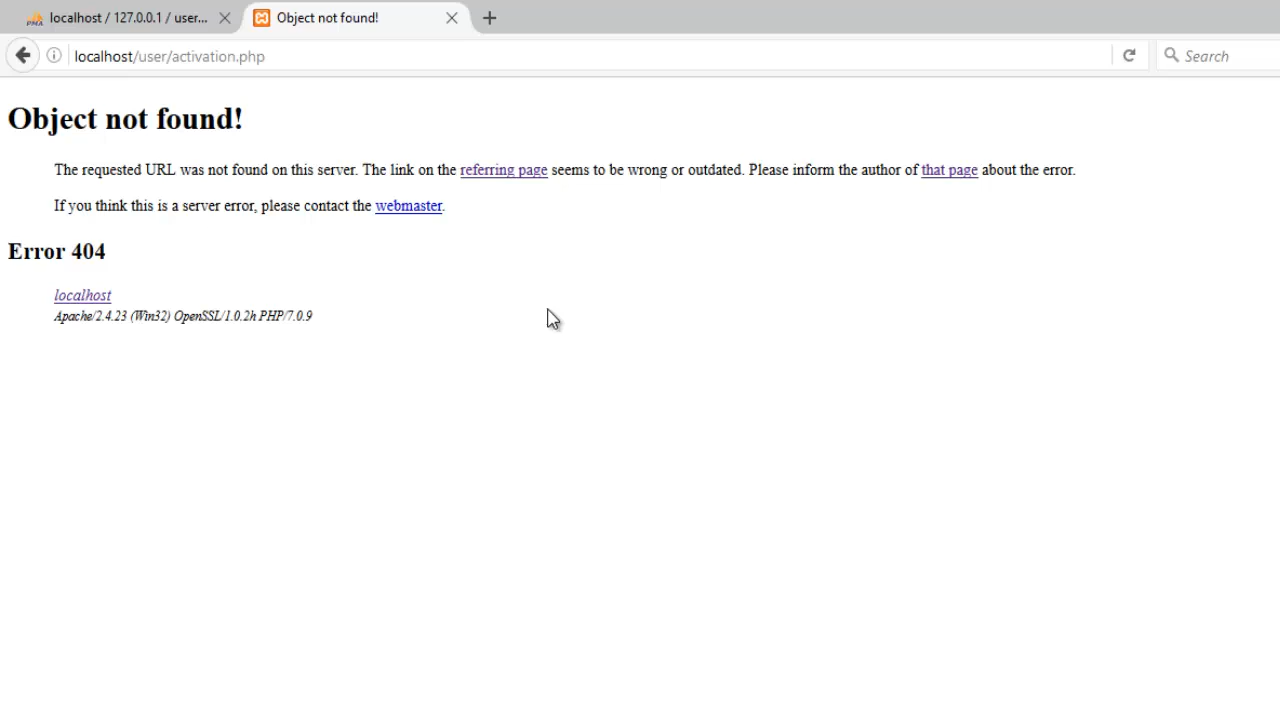 localhost / 127.0.0.1 / user...
Object not found!
localhost/user/activation.php
Search
Object not found!
The requested URL was not found on this server. The link on the referring page seems to be wrong or outdated. Please inform the author of that page about the error.
If you think this is a server error, please contact the webmaster.
Error 404
localhost
Apache/2.4.23 (Win32) OpenSSL/1.0.2h PHP/7.0.9